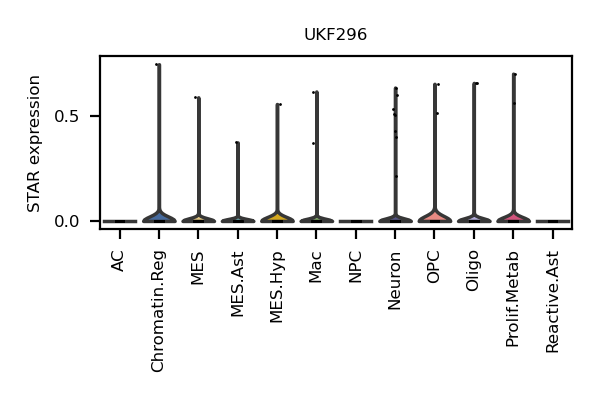 UKF296
STAR expression
0.5
0.0
AC
Chromatin.Reg
MES
MES.Ast
MES.Hyp
Mac
NPC
Neuron
OPC
Oligo
Prolif.Metab
Reactive.Ast